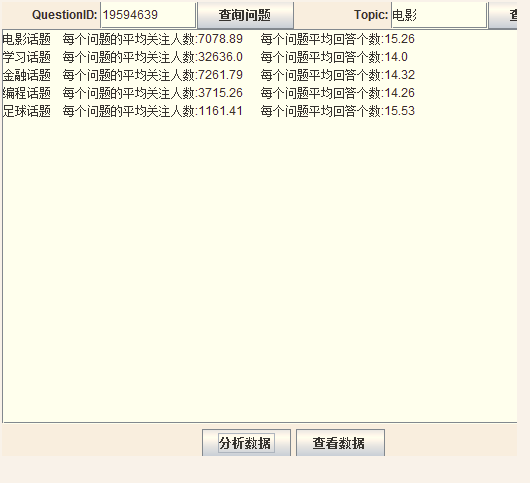 QuestionID: 19594639 查询问题 Topic: 电影 查
电影话题 每个问题的平均关注人数:7078.89 每个问题平均回答个数:15.26
学习话题 每个问题的平均关注人数:32636.0 每个问题平均回答个数:14.0
金融话题 每个问题的平均关注人数:7261.79 每个问题平均回答个数:14.32
编程话题 每个问题的平均关注人数:3715.26 每个问题平均回答个数:14.26
足球话题 每个问题的平均关注人数:1161.41 每个问题平均回答个数:15.53
分析数据 查看数据